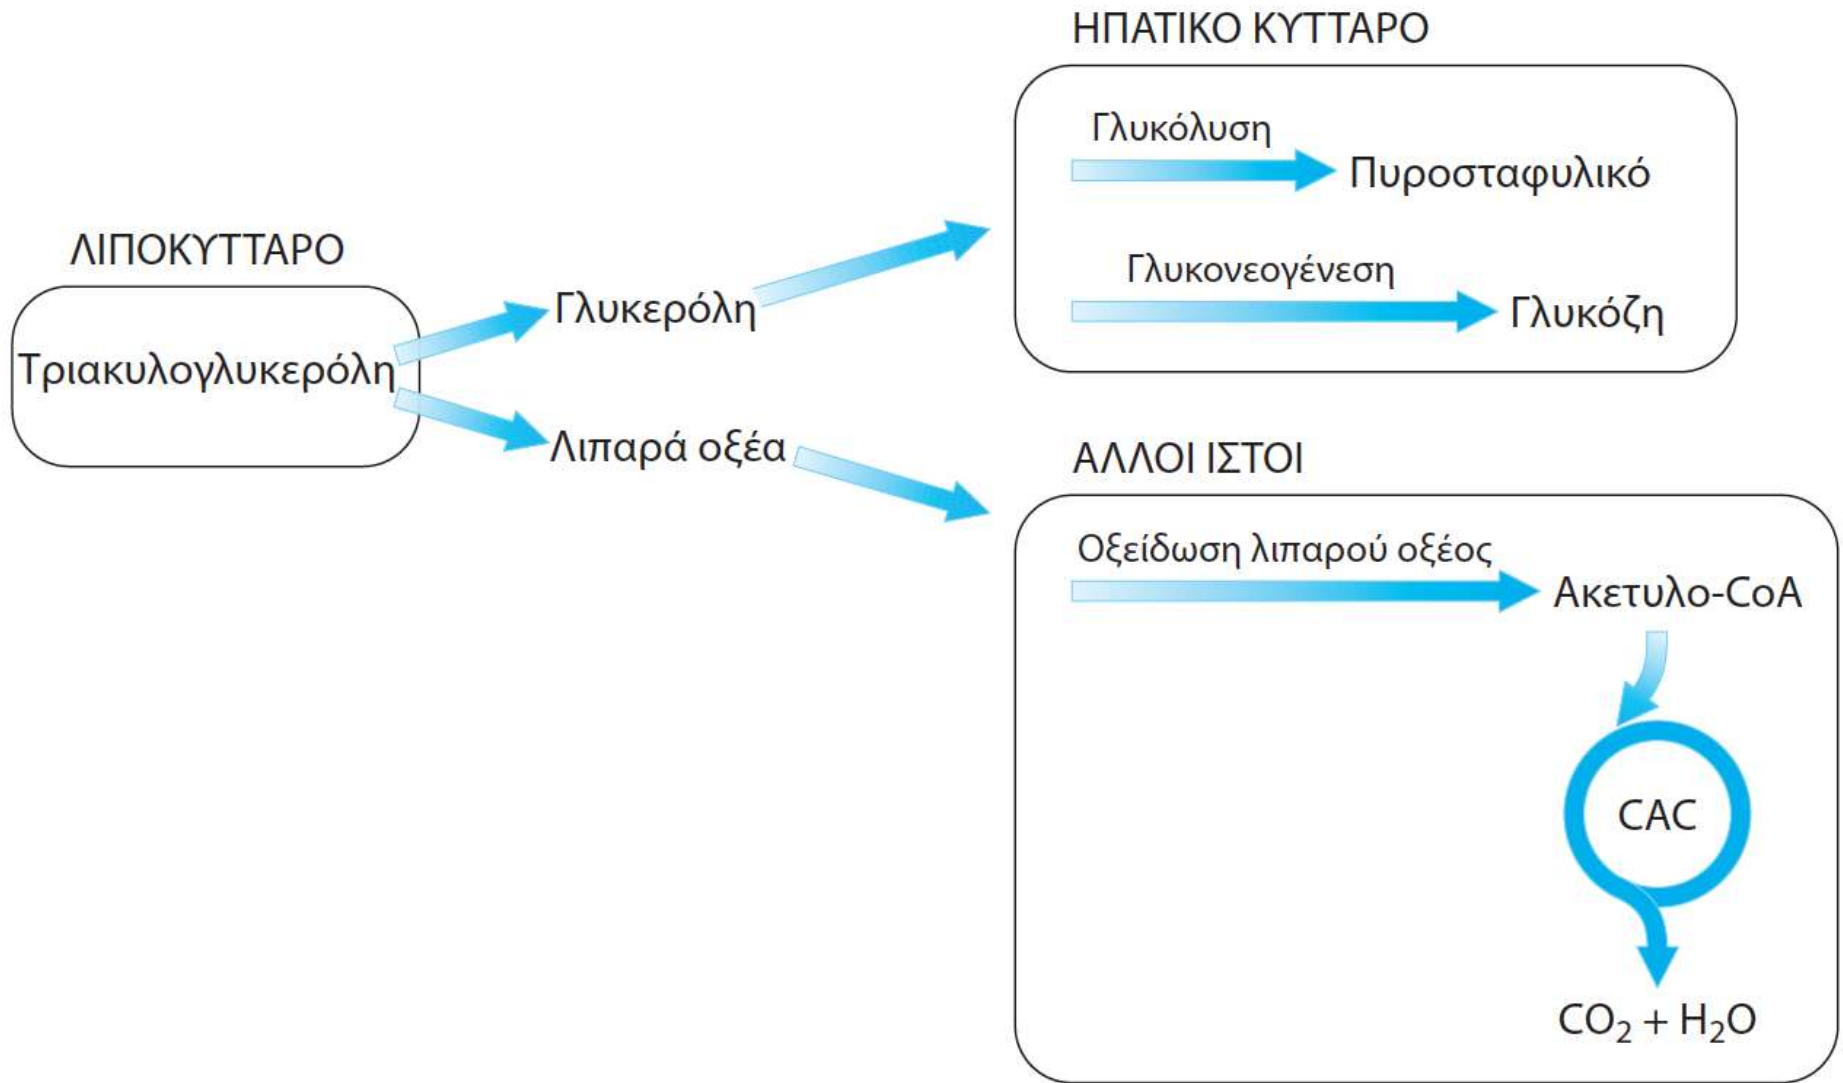 ΗΠΑΤΙΚΟ ΚΥΤΤΑΡΟ
Γλυκόλυση
Πυροσταφυλικό
Γλυκονεογένεση
Γλυκόζη
ΛΙΠΟΚΥΤΤΑΡΟ
Τριακυλογλυκερόλη
Γλυκερόλη
Λιπαρά οξέα
ΑΛΛΟΙ ΙΣΤΟΙ
Οξείδωση λιπαρού οξέος
Ακετυλο-CoA
CAC
CO₂ + H₂O